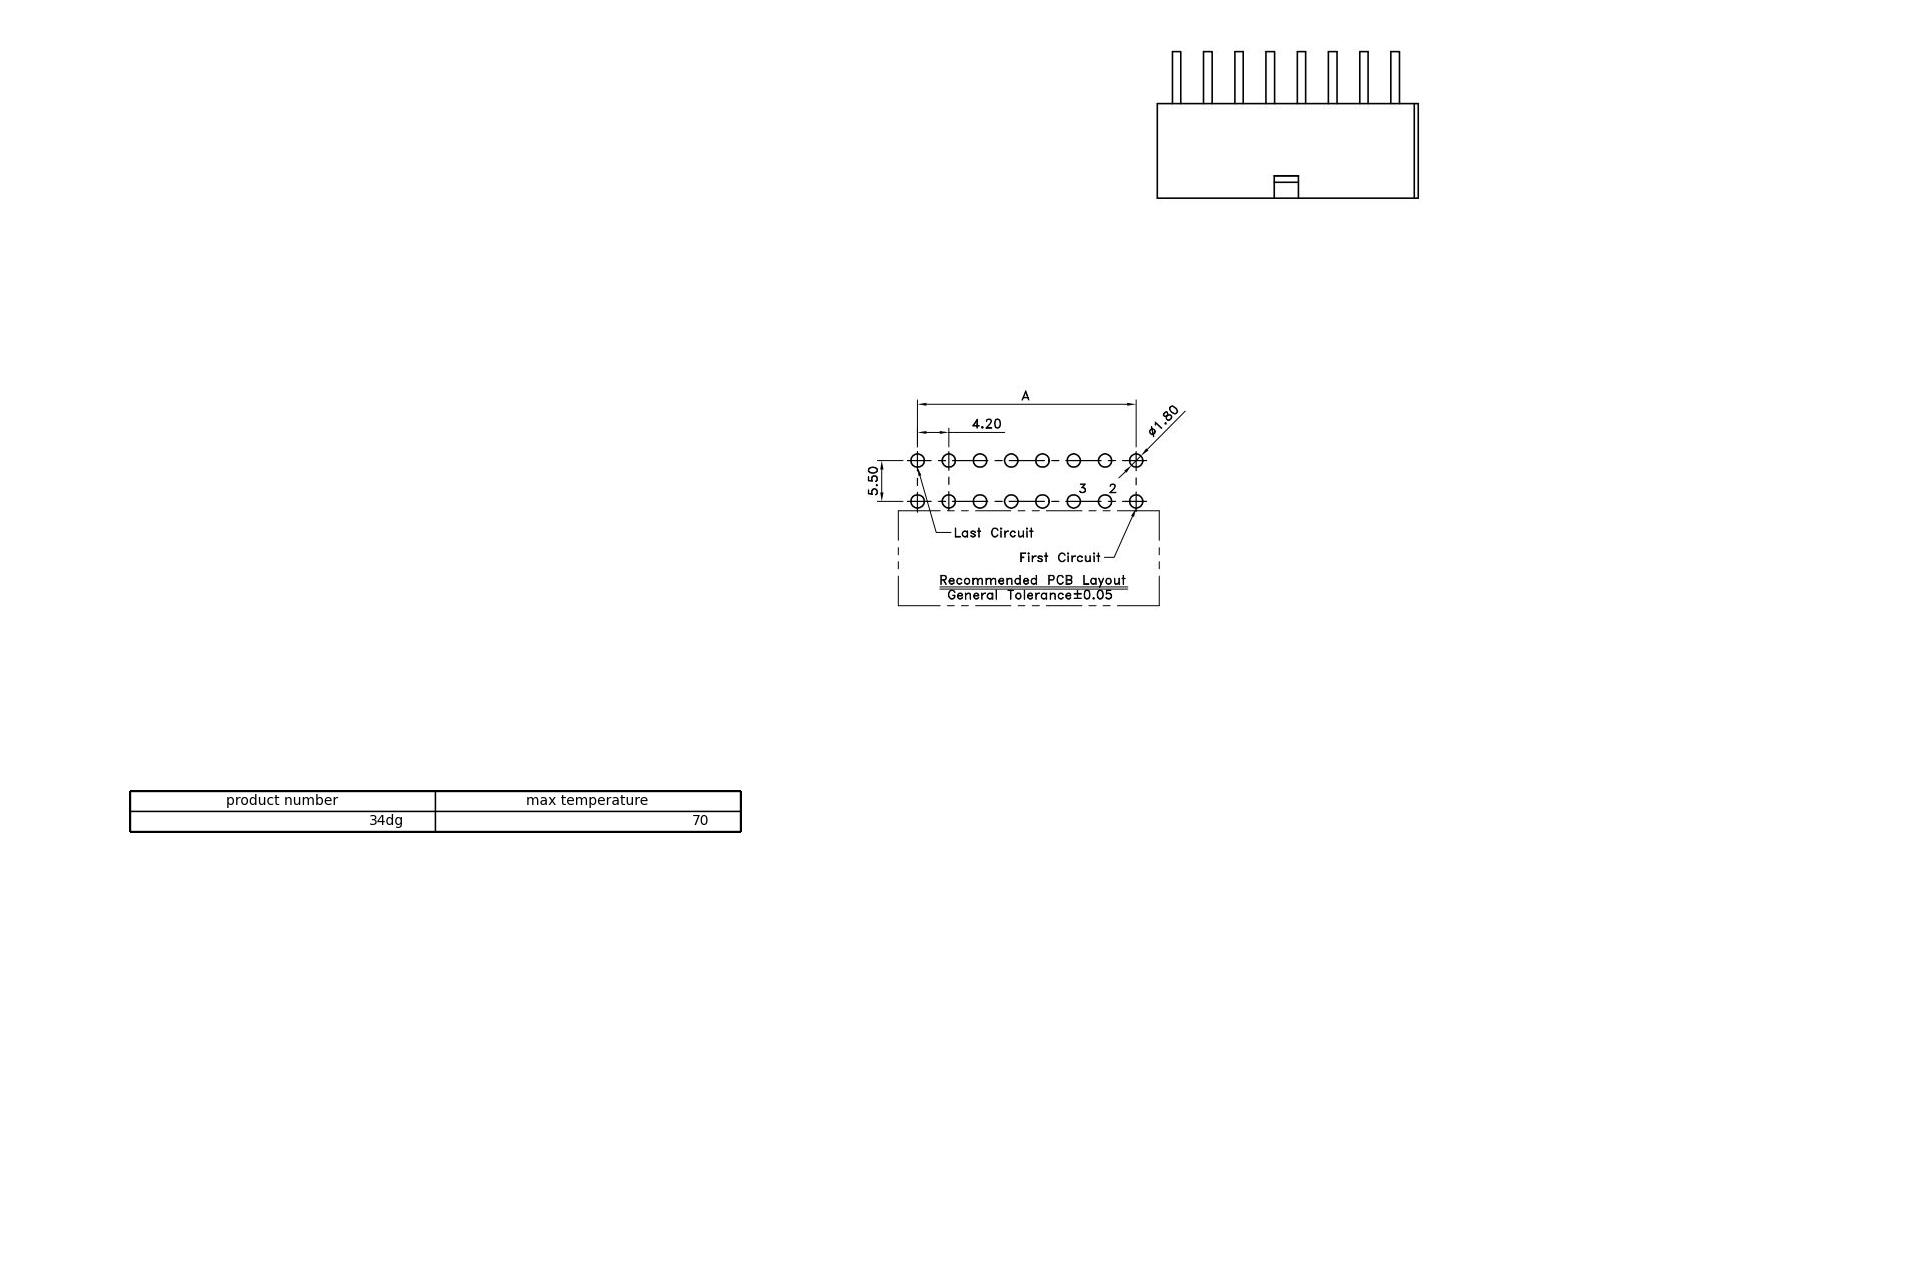 A
4.20
ø1.80
5.50
3 2
Last Circuit
First Circuit
Recommended PCB Layout
General Tolerance±0.05
product number max temperature
34dg 70